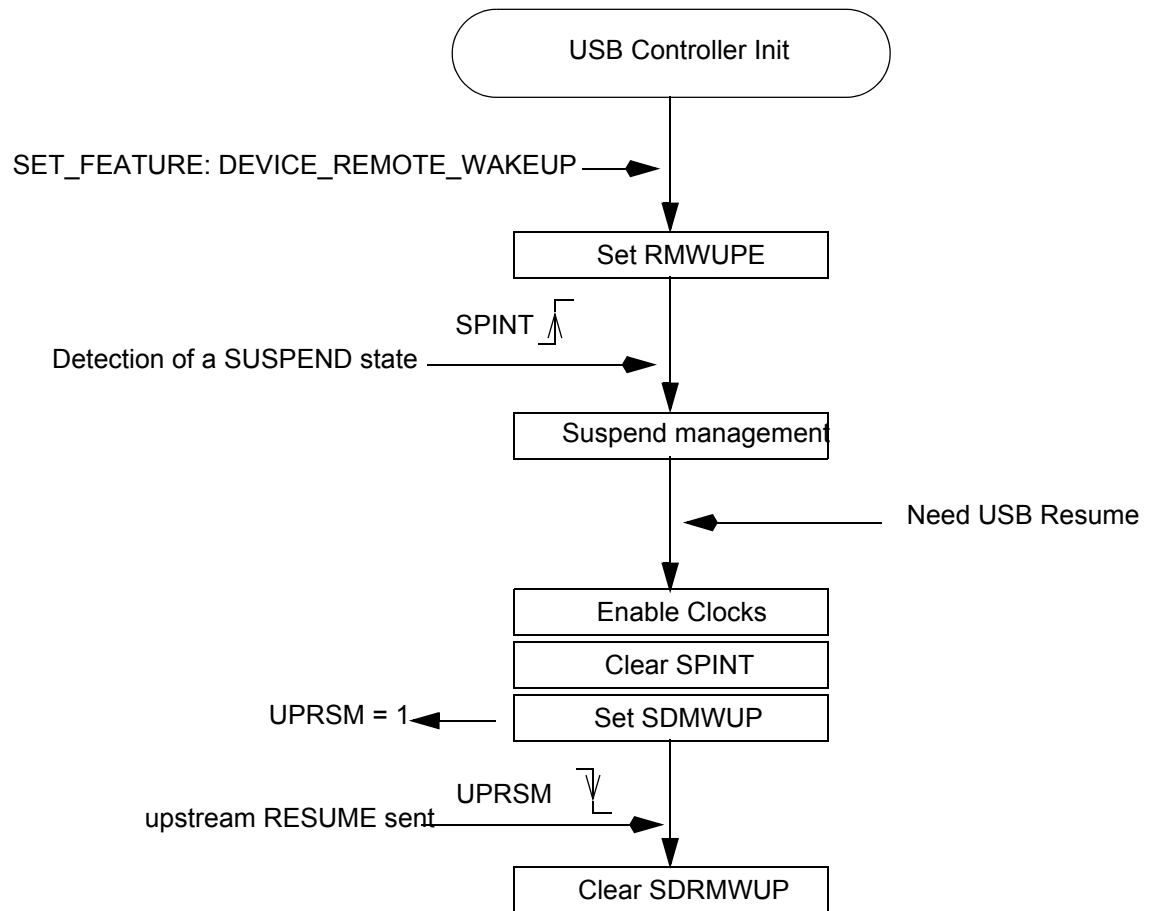 USB Controller Init
SET_FEATURE: DEVICE_REMOTE_WAKEUP
Set RMWUPE
SPINT
Detection of a SUSPEND state
Suspend management
Need USB Resume
Enable Clocks
Clear SPINT
UPRSM = 1
Set SDMWUP
UPRSM
upstream RESUME sent
Clear SDRMWUP